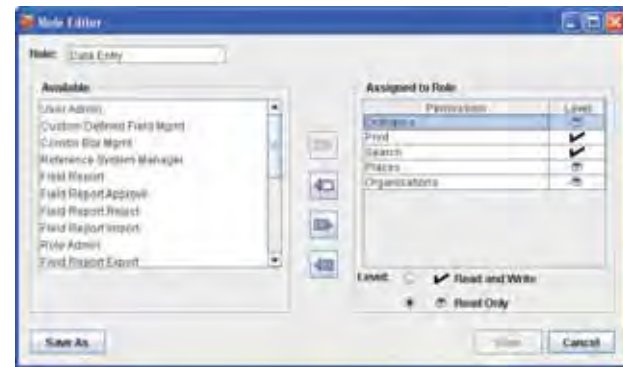 Role Editor
Role: Data Entry
Available
User Admin
Custom Defined Field Mgmt
Combo Box Mgmt
Reference System Manager
Field Report
Field Report Approve
Field Report Reject
Field Report Import
Role Admin
Field Report Export
Assigned to Role
Permission Level
Print
Search
Places
Organisations
Level: Read and Write
Read Only
Save As
Cancel